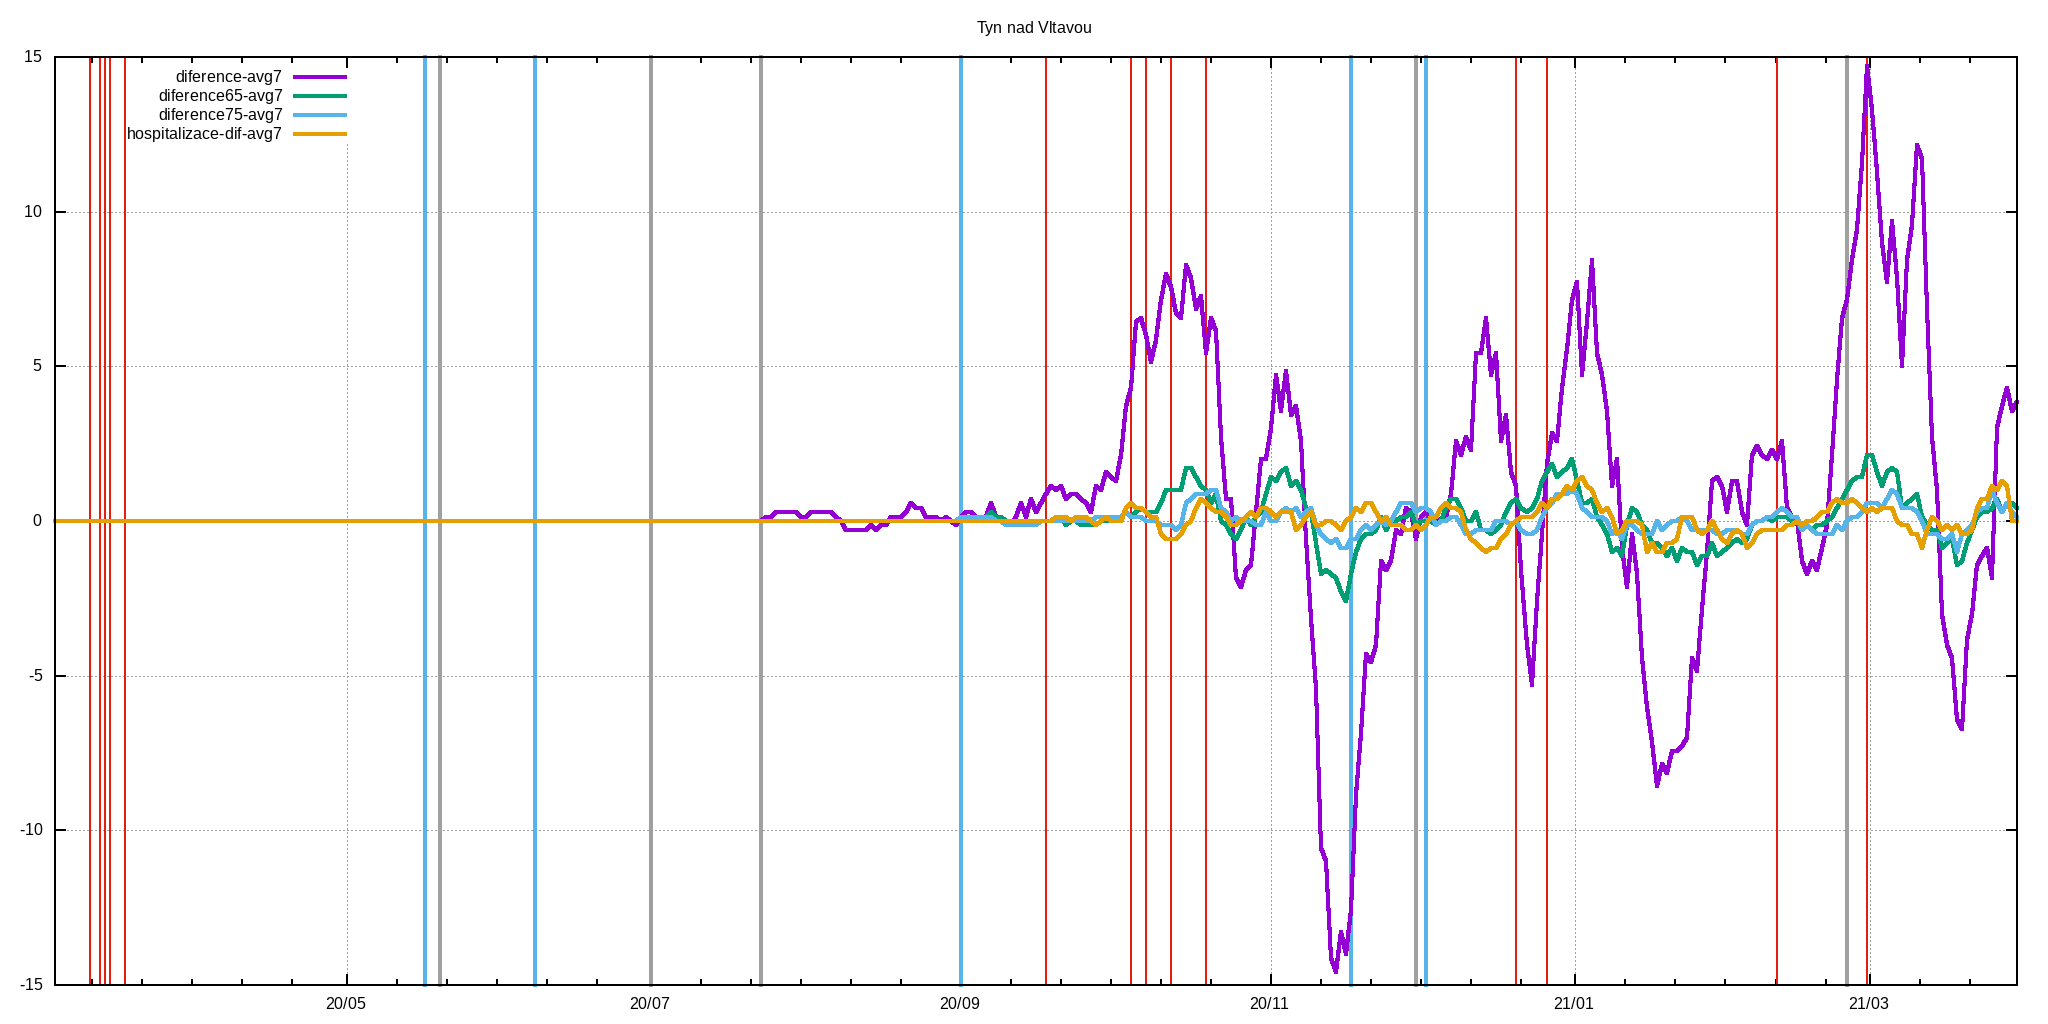 Tyn nad Vltavou
diference-avg7
diference65-avg7
diference75-avg7
hospitalizace-dif-avg7
15
10
5
0
-5
-10
-15
20/05 20/07 20/09 20/11 21/01 21/03